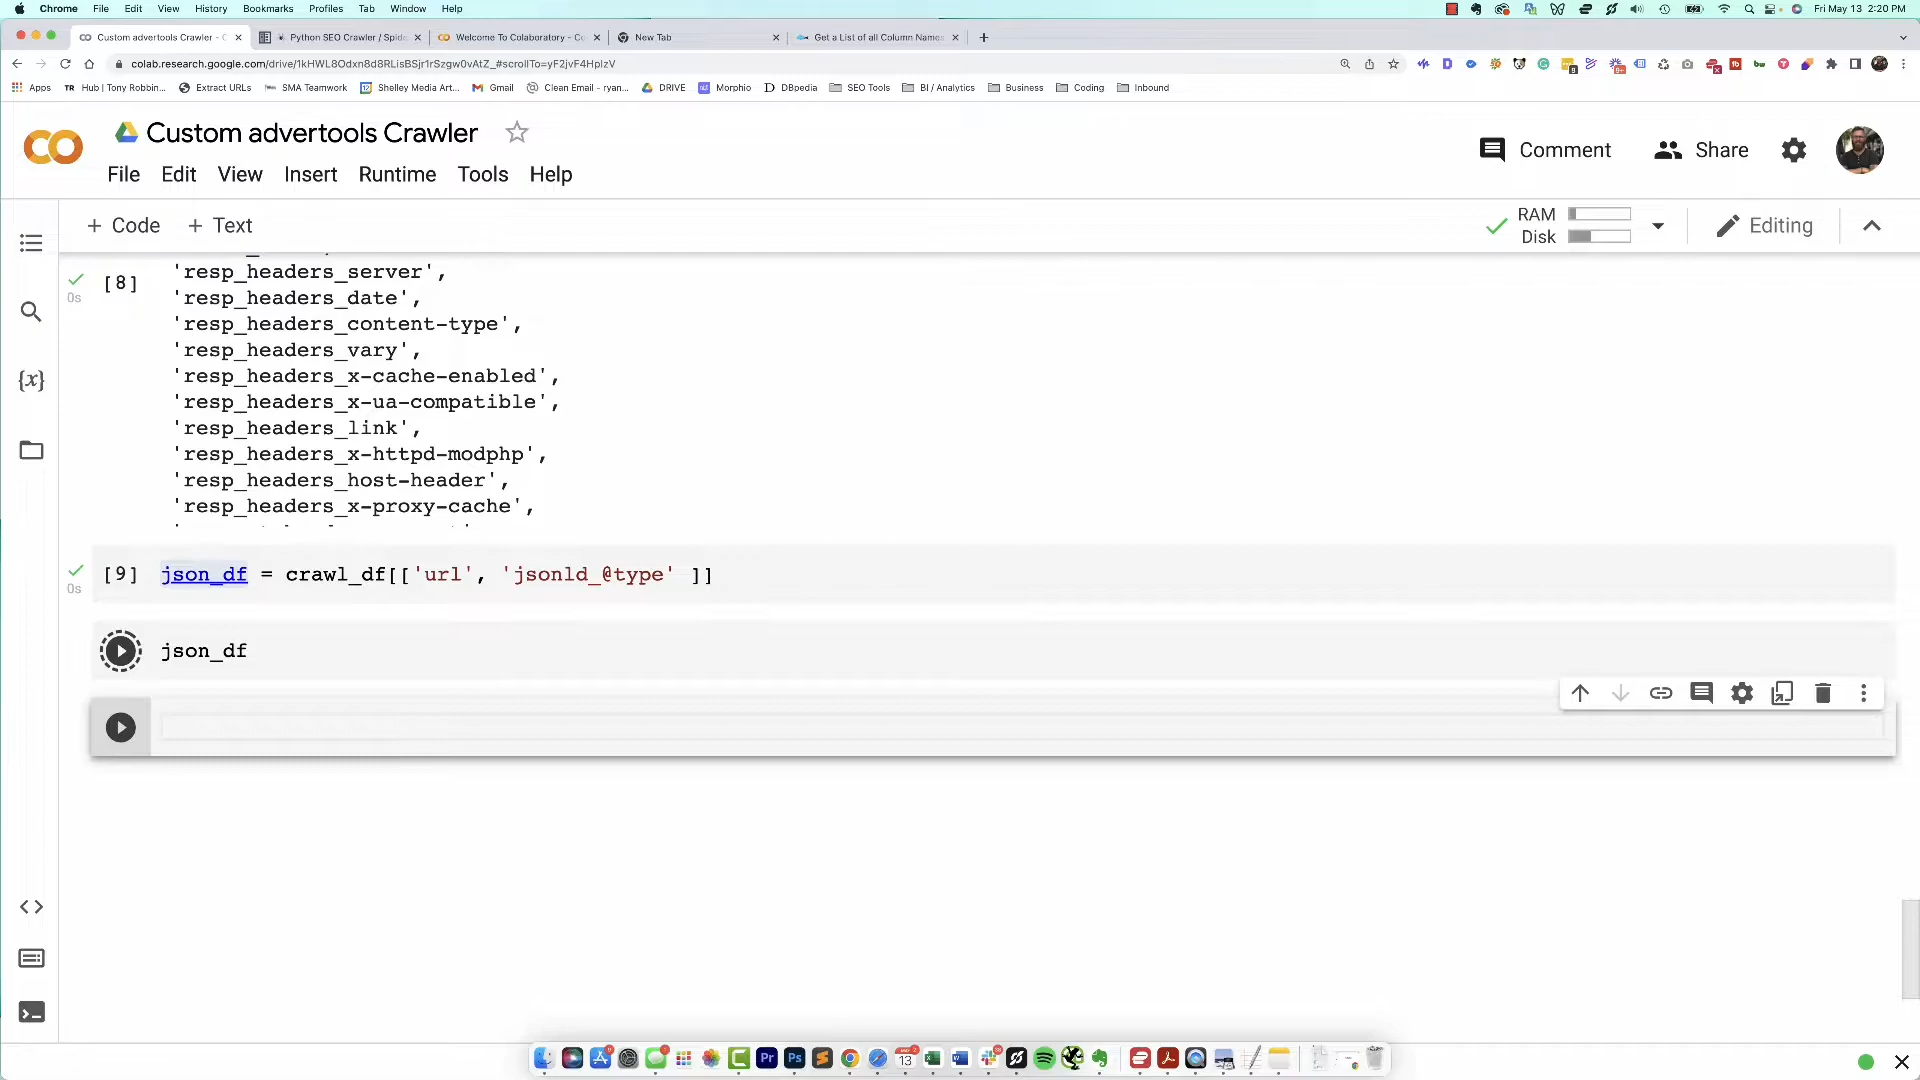 Chrome File Edit View History Bookmarks Profiles Tab Window Help Fri May 13 2:20 PM
Custom advertools Crawler - C Python SEO Crawler / Spide Welcome To Colaboratory - Co New Tab Get a List of all Column Names
colab.research.google.com/drive/1kHWL8Odxn8d8RLisBSjr1rSzgw0vAtZ_#scrollTo=yF2jvF4HplzV
Apps Hub | Tony Robbin... Extract URLs SMA Teamwork Shelley Media Art... Gmail Clean Email - ryan... DRIVE Morphio DBpedia SEO Tools BI / Analytics Business Coding Inbound
Custom advertools Crawler
Comment Share
File Edit View Insert Runtime Tools Help
+ Code + Text
RAM
Disk
Editing
[8]
0s
'resp_headers_server',
'resp_headers_date',
'resp_headers_content-type',
'resp_headers_vary',
'resp_headers_x-cache-enabled',
'resp_headers_x-ua-compatible',
'resp_headers_link',
'resp_headers_x-httpd-modphp',
'resp_headers_host-header',
'resp_headers_x-proxy-cache',
[9] json_df = crawl_df[['url', 'jsonld_@type' ]]
0s
json_df